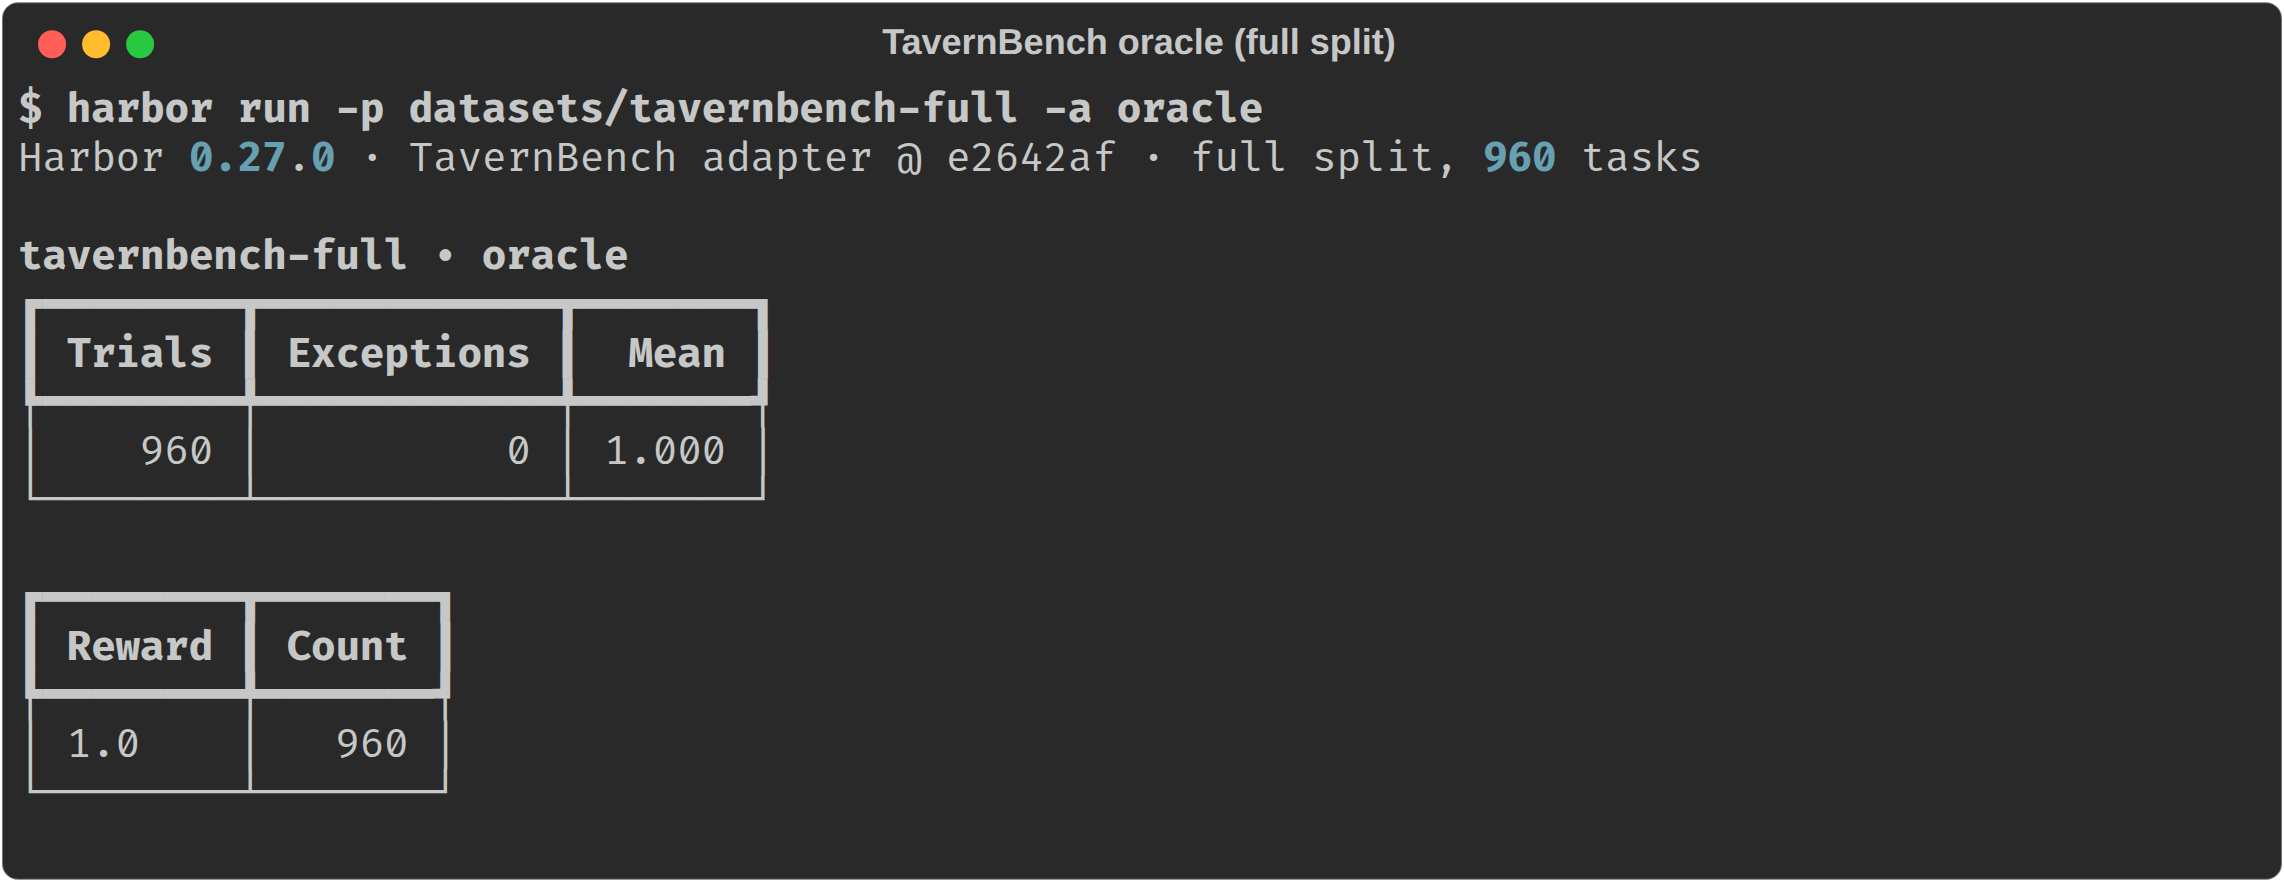 TavernBench oracle (full split)
$ harbor run -p datasets/tavernbench-full -a oracle
Harbor 0.27.0 · TavernBench adapter @ e2642af · full split, 960 tasks
tavernbench-full • oracle
Trials Exceptions Mean
960 0 1.000
Reward Count
1.0 960